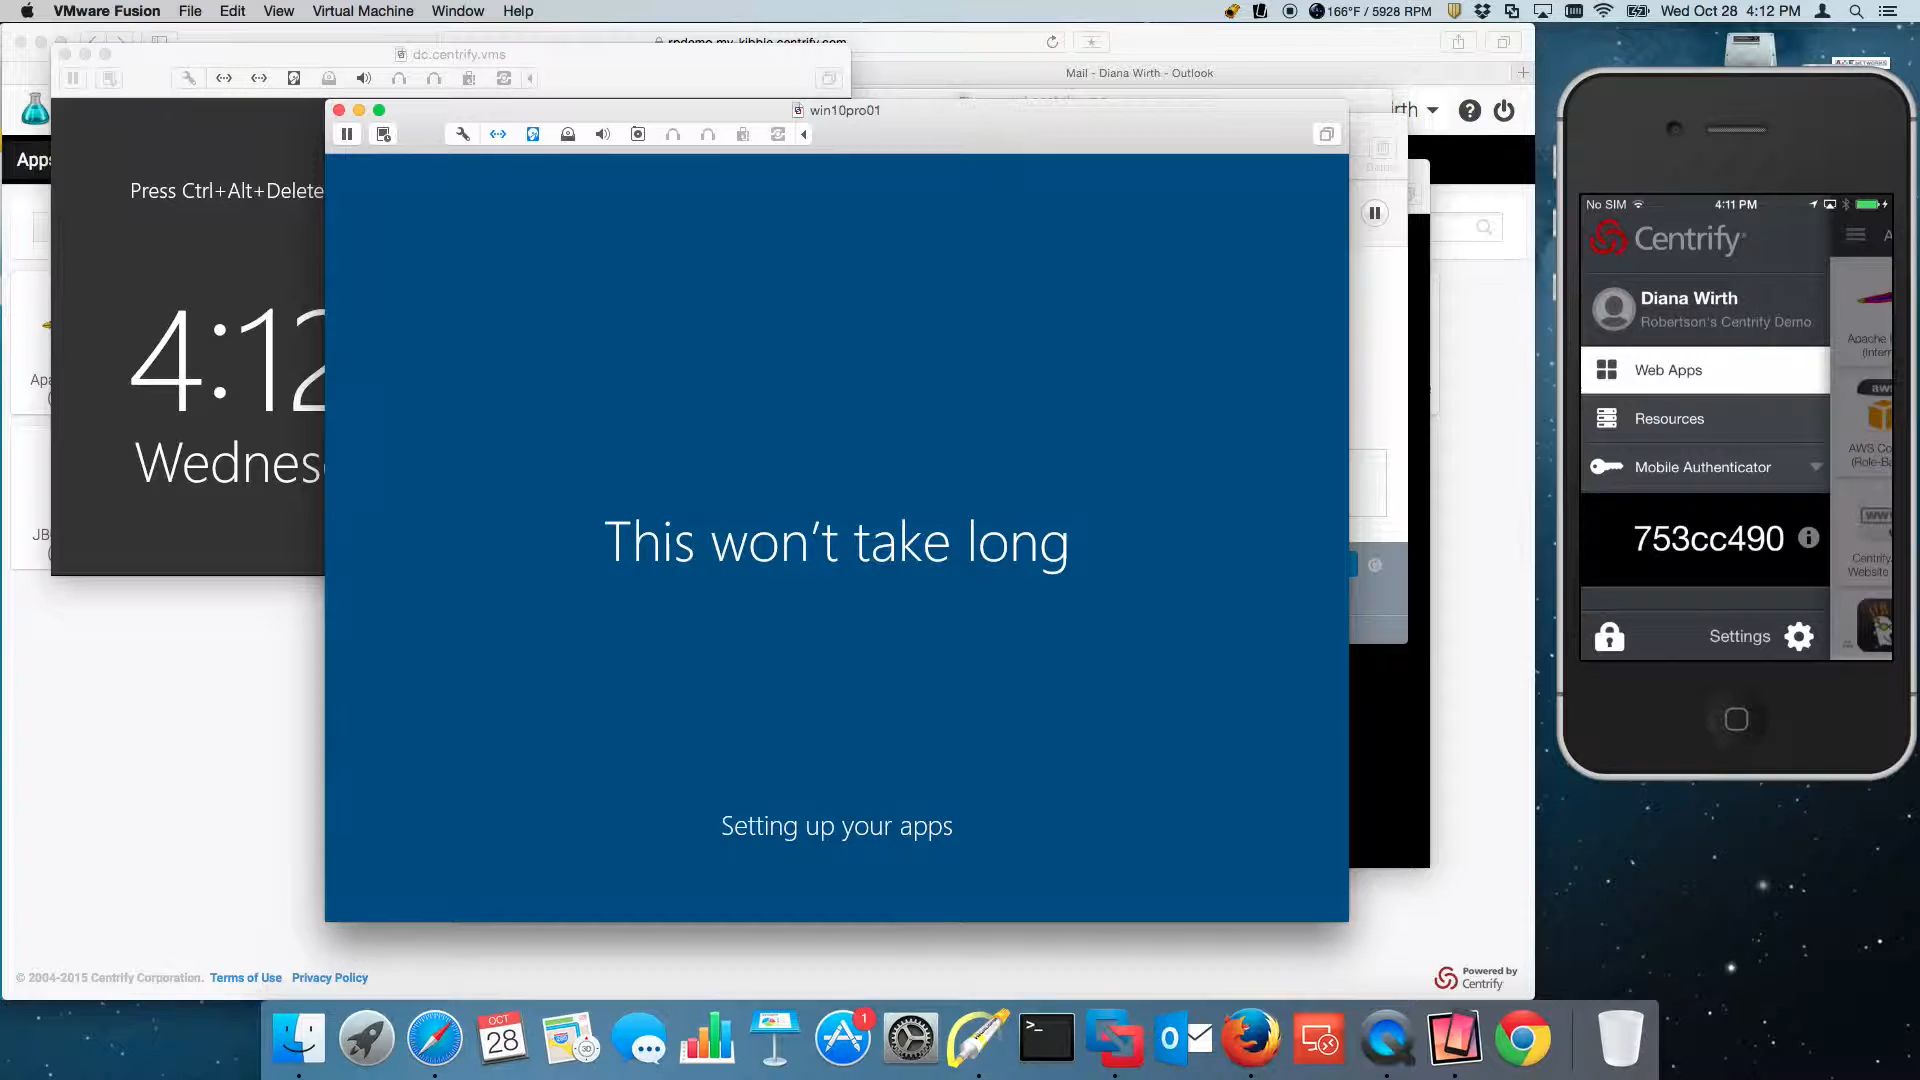 VMware Fusion File Edit View Virtual Machine Window Help
166°F / 5928 RPM Wed Oct 28 4:12 PM
dc.centrify.vms
Mail - Diana Wirth - Outlook
win10pro01
Apps
Press Ctrl+Alt+Delete
4:12
This won't take long
Setting up your apps
© 2004-2015 Centrify Corporation. Terms of Use Privacy Policy
Powered by
Centrify
No SIM 4:11 PM
Centrify
Diana Wirth
Robertson's Centrify Demo
Web Apps
Resources
Mobile Authenticator
753cc490
Settings
Apache
AWS Co
(Role-Ba
Centrify
Website
OCT
28
1